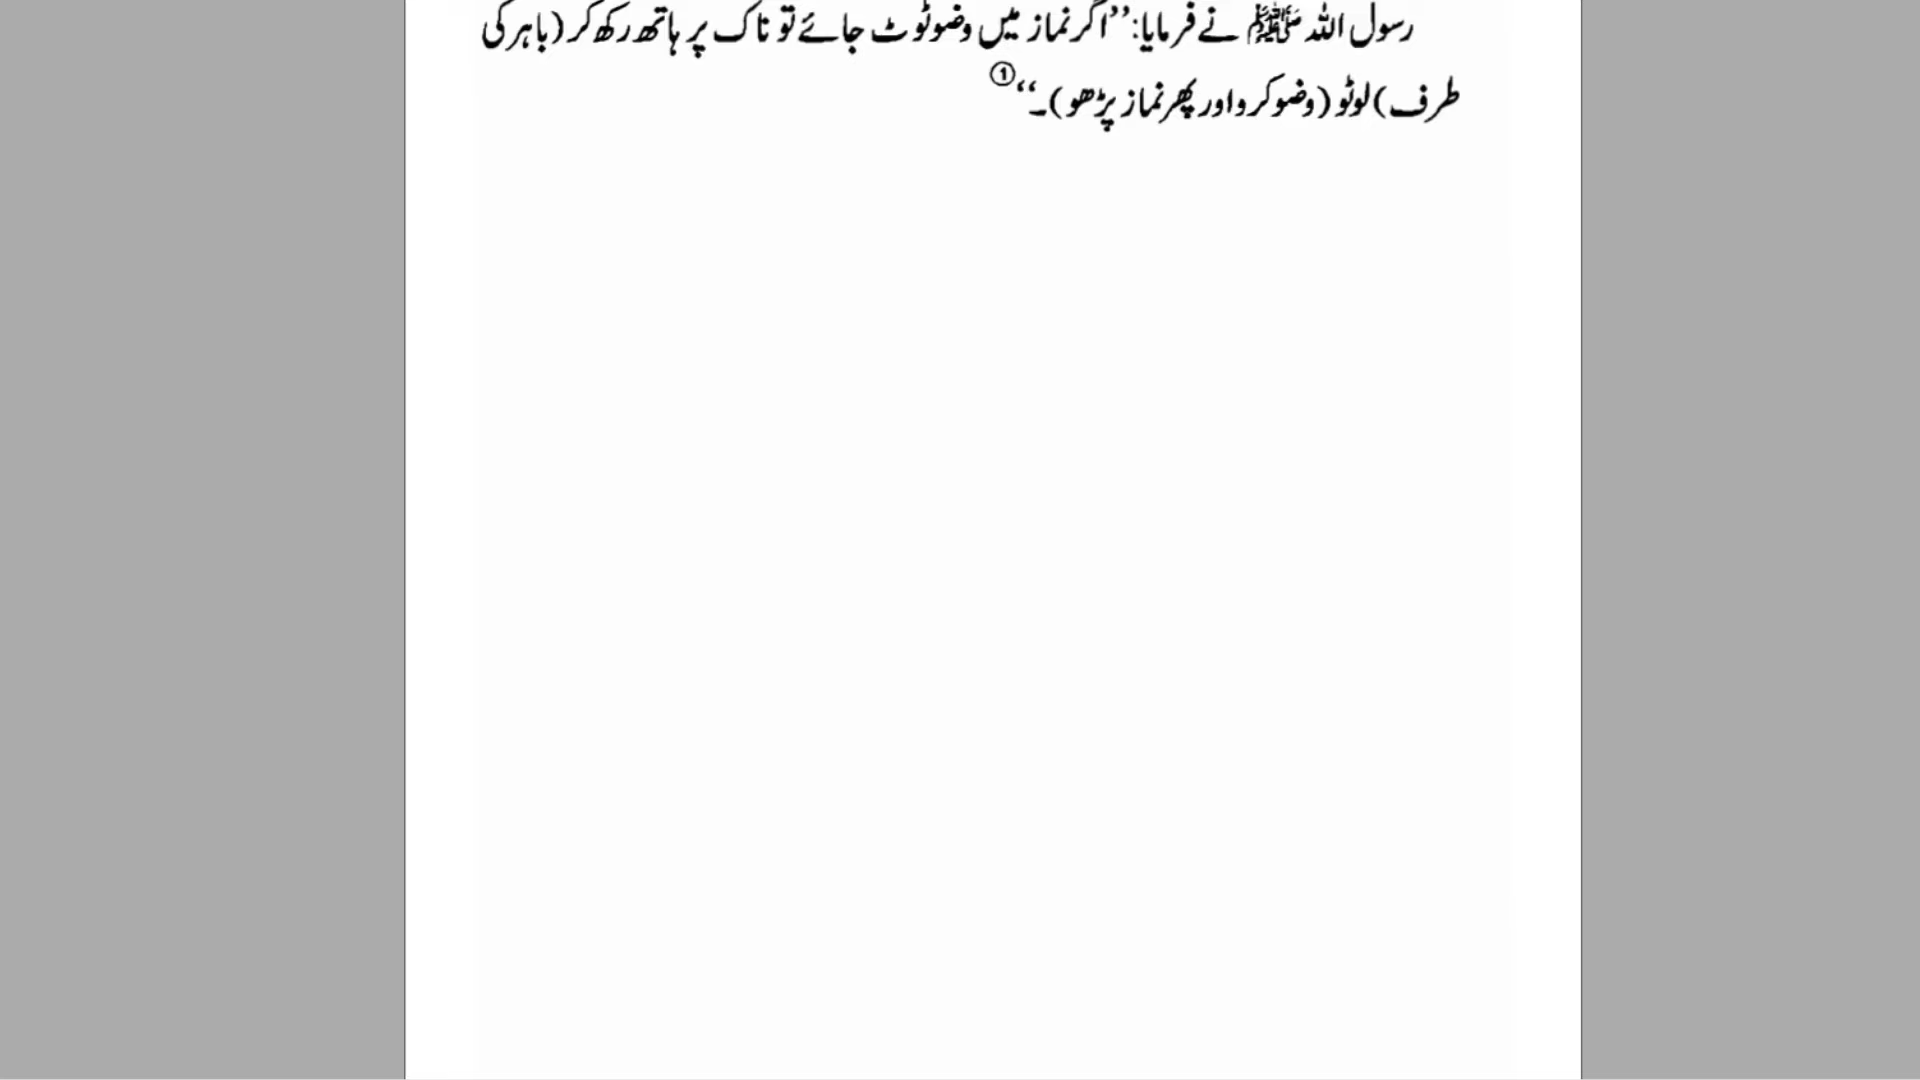 رسول اللہ ﷺ نے فرمایا: ’’اگر نماز میں وضو ٹوٹ جائے تو ناک پر ہاتھ رکھ کر (باہر کی
طرف) لوٹو (وضو کرو اور پھر نماز پڑھو)۔‘‘ ①